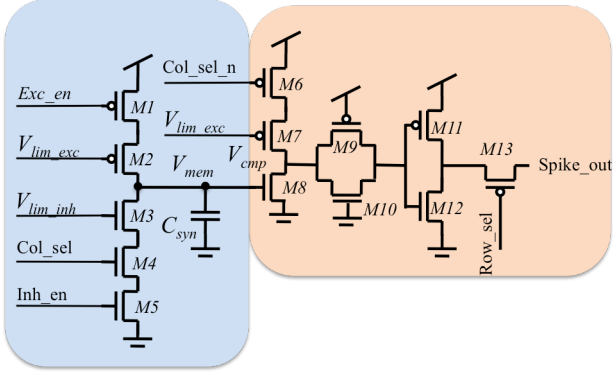 Exc_en
M1
V_lim_exc
M2
V_lim_inh
M3
Col_sel
M4
Inh_en
M5
V_mem
C_syn
Col_sel_n
M6
V_lim_exc
M7
V_cmp
M8
M9
M10
M11
M12
M13
Spike_out
Row_sel